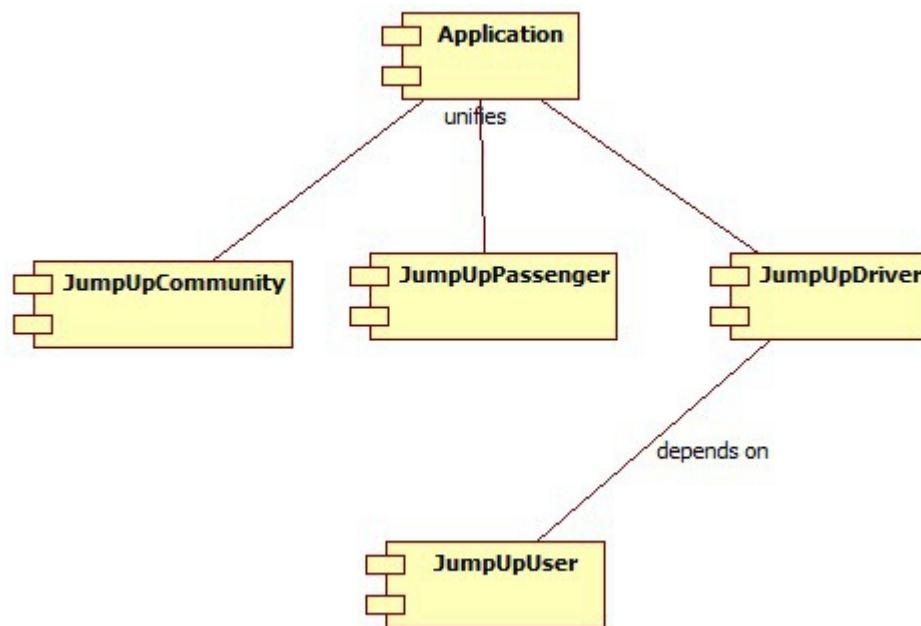 Application
unifies
JumpUpCommunity
JumpUpPassenger
JumpUpDriver
depends on
JumpUpUser